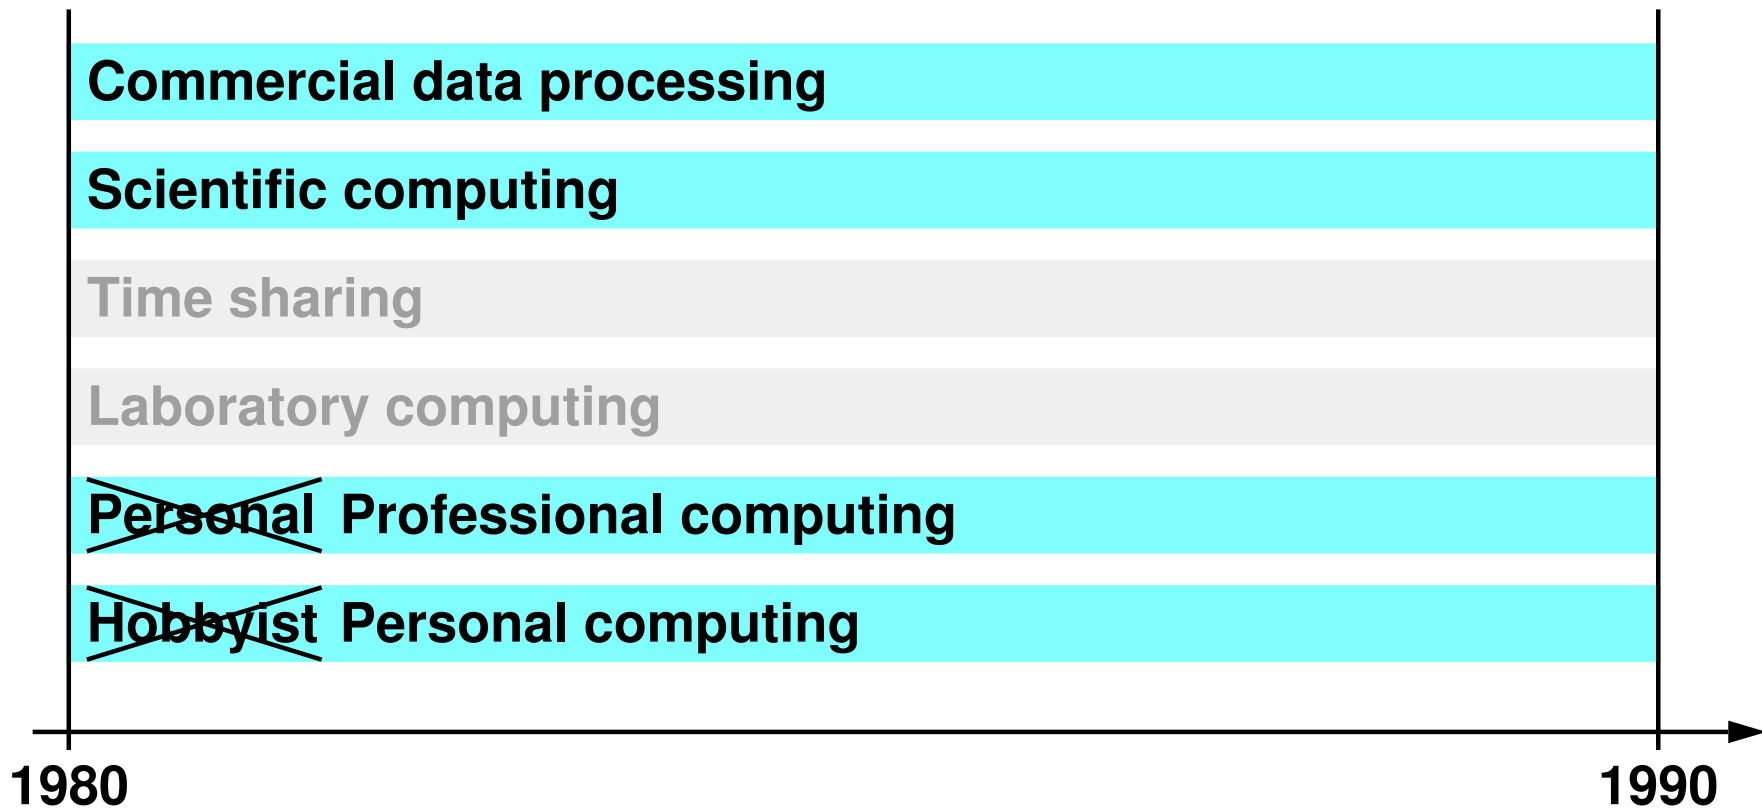 Commercial data processing
Scientific computing
Time sharing
Laboratory computing
Personal Professional computing
Hobbyist Personal computing
1980 1990